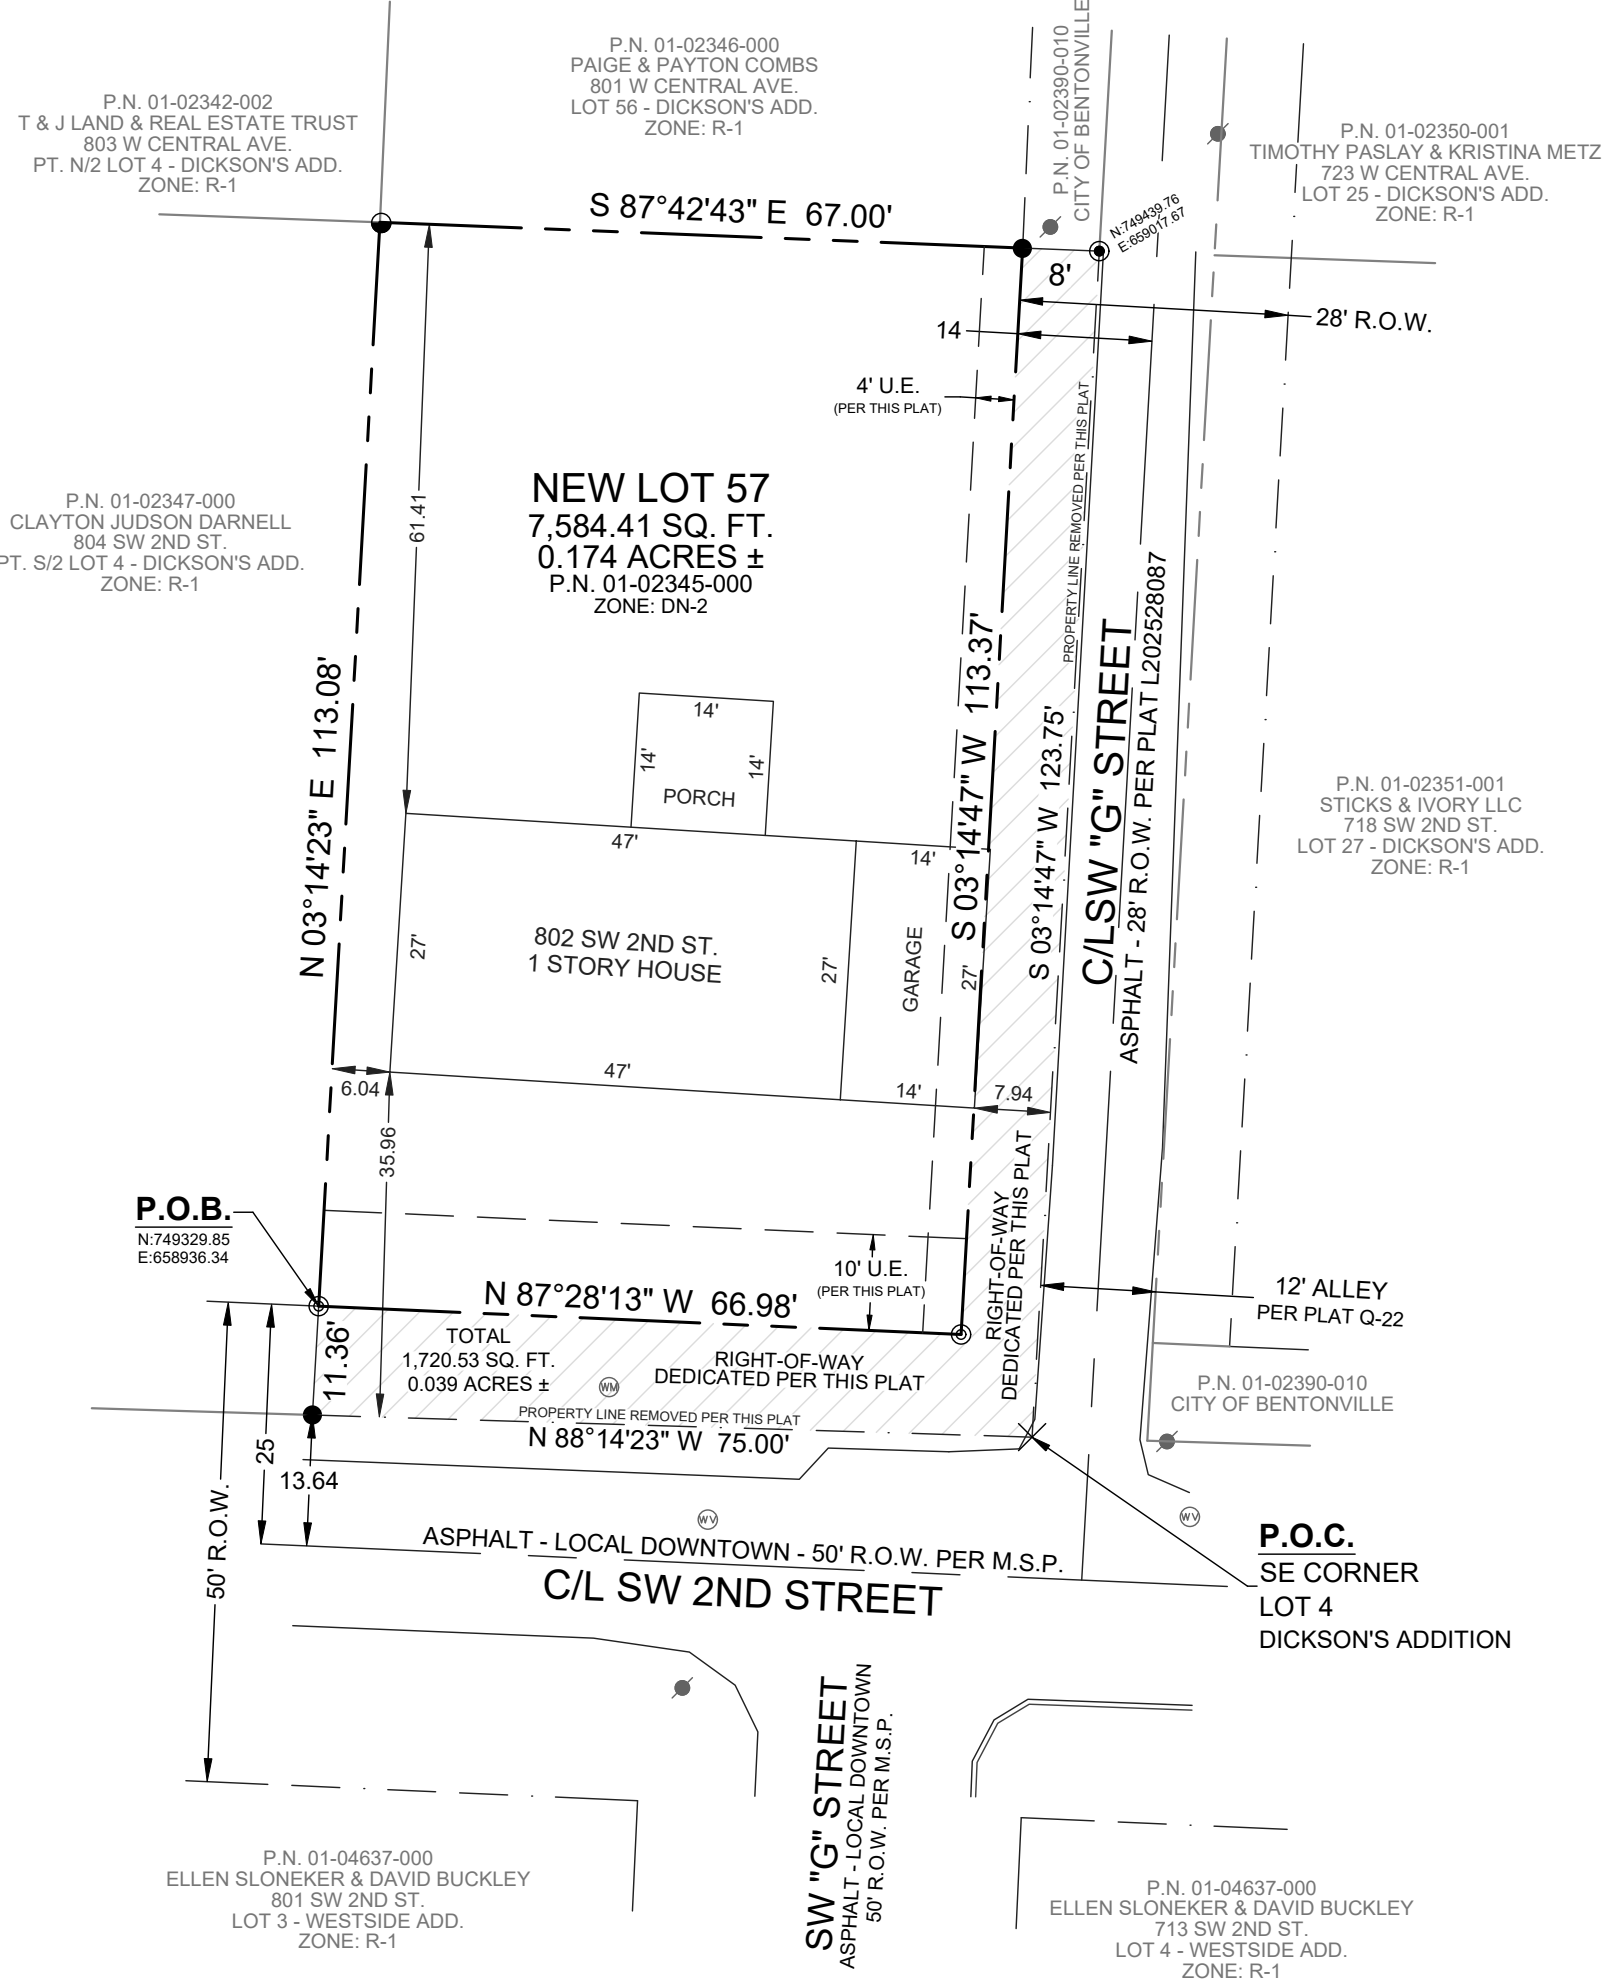 P.N. 01-02342-002
T & J LAND & REAL ESTATE TRUST
803 W CENTRAL AVE.
PT. N/2 LOT 4 - DICKSON'S ADD.
ZONE: R-1
P.N. 01-02346-000
PAIGE & PAYTON COMBS
801 W CENTRAL AVE.
LOT 56 - DICKSON'S ADD.
ZONE: R-1
P.N. 01-02390-010
CITY OF BENTONVILLE
P.N. 01-02350-001
TIMOTHY PASLAY & KRISTINA METZ
723 W CENTRAL AVE.
LOT 25 - DICKSON'S ADD.
ZONE: R-1
S 87°42'43" E 67.00'
N:749439.76
E:659017.67
8'
28' R.O.W.
14
4' U.E.
(PER THIS PLAT)
PROPERTY LINE REMOVED PER THIS PLAT
61.41
NEW LOT 57
7,584.41 SQ. FT.
0.174 ACRES ±
P.N. 01-02345-000
ZONE: DN-2
P.N. 01-02347-000
CLAYTON JUDSON DARNELL
804 SW 2ND ST.
PT. S/2 LOT 4 - DICKSON'S ADD.
ZONE: R-1
N 03°14'23" E 113.08'
S 03°14'47" W 113.37'
S 03°14'47" W 123.75'
C/LSW "G" STREET
ASPHALT - 28' R.O.W. PER PLAT L202528087
14'
14'
14'
PORCH
47'
14'
27'
802 SW 2ND ST.
1 STORY HOUSE
27'
GARAGE
27'
47'
14'
6.04
7.94
35.96
P.N. 01-02351-001
STICKS & IVORY LLC
718 SW 2ND ST.
LOT 27 - DICKSON'S ADD.
ZONE: R-1
P.O.B.
N:749329.85
E:658936.34
10' U.E.
(PER THIS PLAT)
N 87°28'13" W 66.98'
RIGHT-OF-WAY
DEDICATED PER THIS PLAT
12' ALLEY
PER PLAT Q-22
11.36'
TOTAL
1,720.53 SQ. FT.
0.039 ACRES ±
RIGHT-OF-WAY
DEDICATED PER THIS PLAT
WM
PROPERTY LINE REMOVED PER THIS PLAT
N 88°14'23" W 75.00'
P.N. 01-02390-010
CITY OF BENTONVILLE
25
13.64
50' R.O.W.
WV
WV
ASPHALT - LOCAL DOWNTOWN - 50' R.O.W. PER M.S.P.
C/L SW 2ND STREET
P.O.C.
SE CORNER
LOT 4
DICKSON'S ADDITION
SW "G" STREET
ASPHALT - LOCAL DOWNTOWN
50' R.O.W. PER M.S.P.
P.N. 01-04637-000
ELLEN SLONEKER & DAVID BUCKLEY
801 SW 2ND ST.
LOT 3 - WESTSIDE ADD.
ZONE: R-1
P.N. 01-04637-000
ELLEN SLONEKER & DAVID BUCKLEY
713 SW 2ND ST.
LOT 4 - WESTSIDE ADD.
ZONE: R-1